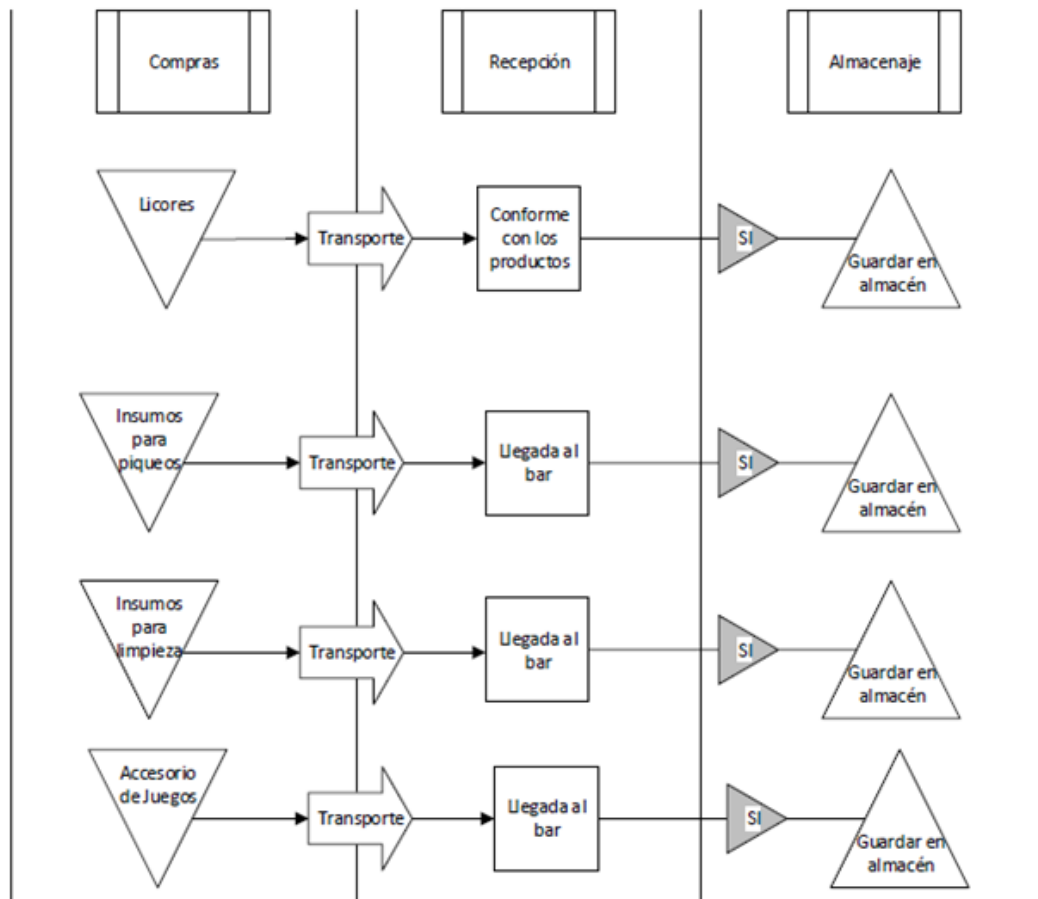 Compras
Recepción
Almacenaje
Licores
Transporte
Conforme
con los
productos
SI
Guardar en
almacén
Insumos
para
piqueos
Transporte
Llegada al
bar
SI
Guardar en
almacén
Insumos
para
limpieza
Transporte
Llegada al
bar
SI
Guardar en
almacén
Accesorio
de Juegos
Transporte
Llegada al
bar
SI
Guardar en
almacén